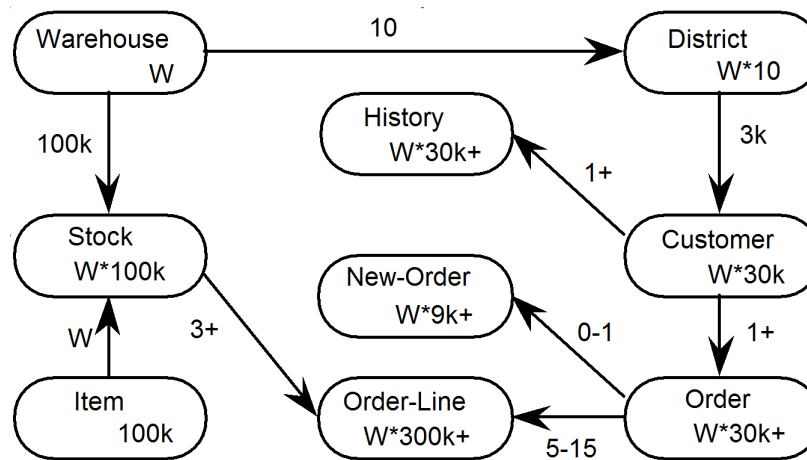 Warehouse
W
10
District
W*10
100k
History
W*30k+
3k
1+
Stock
W*100k
Customer
W*30k
New-Order
W*9k+
W
3+
0-1
1+
Item
100k
Order-Line
W*300k+
5-15
Order
W*30k+